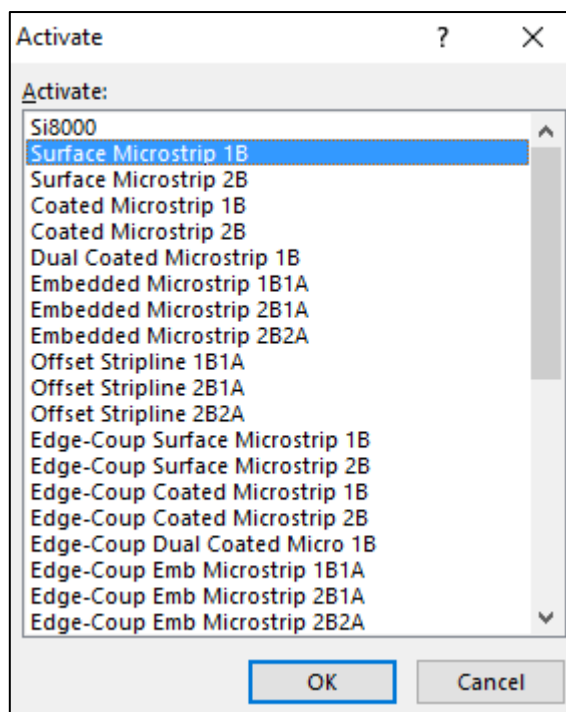 Activate
?
Activate:
Si8000
Surface Microstrip 1B
Surface Microstrip 2B
Coated Microstrip 1B
Coated Microstrip 2B
Dual Coated Microstrip 1B
Embedded Microstrip 1B1A
Embedded Microstrip 2B1A
Embedded Microstrip 2B2A
Offset Stripline 1B1A
Offset Stripline 2B1A
Offset Stripline 2B2A
Edge-Coup Surface Microstrip 1B
Edge-Coup Surface Microstrip 2B
Edge-Coup Coated Microstrip 1B
Edge-Coup Coated Microstrip 2B
Edge-Coup Dual Coated Micro 1B
Edge-Coup Emb Microstrip 1B1A
Edge-Coup Emb Microstrip 2B1A
Edge-Coup Emb Microstrip 2B2A
OK
Cancel